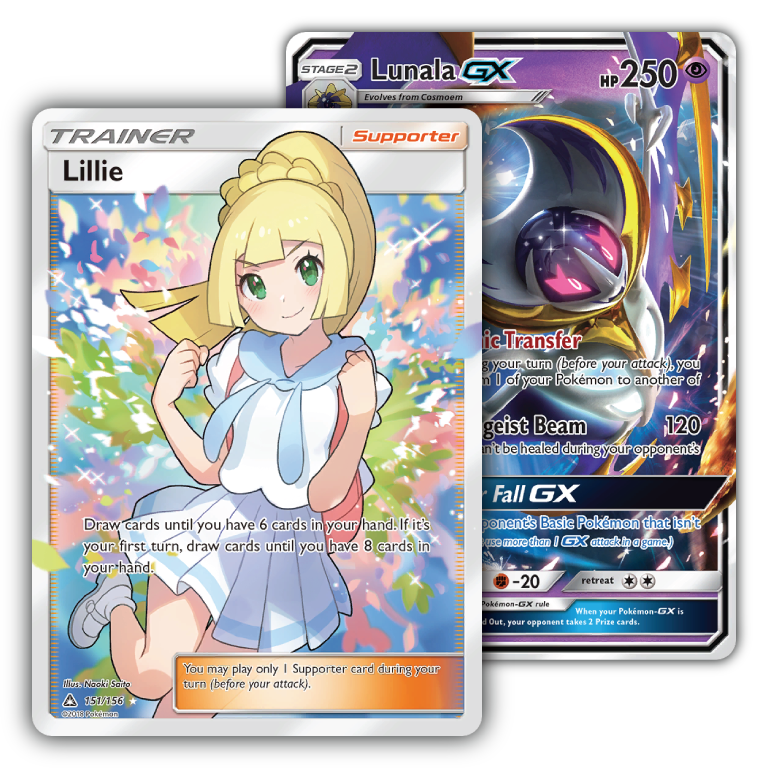 TRAINER
Supporter
Lillie
Draw cards until you have 6 cards in your hand. If it's
your first turn, draw cards until you have 8 cards in
your hand.
You may play only 1 Supporter card during your
turn (before your attack).
Illus. Naoki Saito
151/156
©2018 Pokémon
STAGE 2
Lunala GX
HP 250
Evolves from Cosmoem
ic Transfer
your turn (before your attack), you
1 of your Pokémon to another of
geist Beam 120
n't be healed during your opponent's
Fall GX
ponent's Basic Pokémon that isn't
use more than 1 GX attack in a game.)
-20
retreat
Pokémon-GX rule
When your Pokémon-GX is
Out, your opponent takes 2 Prize cards.